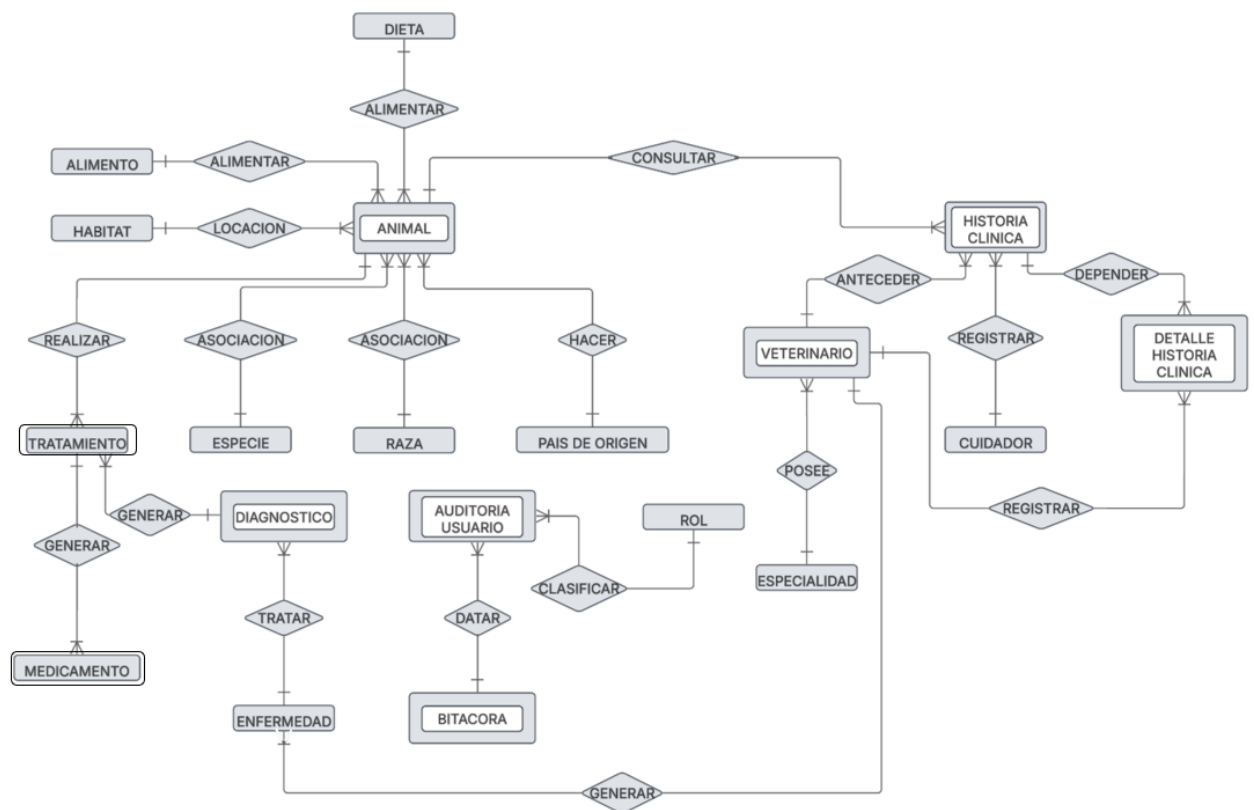 DIETA
ALIMENTAR
ALIMENTO
ALIMENTAR
CONSULTAR
HABITAT
LOCACION
ANIMAL
HISTORIA
CLINICA
ANTECEDER
DEPENDER
REALIZAR
ASOCIACION
ASOCIACION
HACER
VETERINARIO
REGISTRAR
DETALLE
HISTORIA
CLINICA
TRATAMIENTO
ESPECIE
RAZA
PAIS DE ORIGEN
CUIDADOR
POSEE
GENERAR
DIAGNOSTICO
AUDITORIA
USUARIO
ROL
REGISTRAR
GENERAR
ESPECIALIDAD
CLASIFICAR
TRATAR
DATAR
MEDICAMENTO
ENFERMEDAD
BITACORA
GENERAR